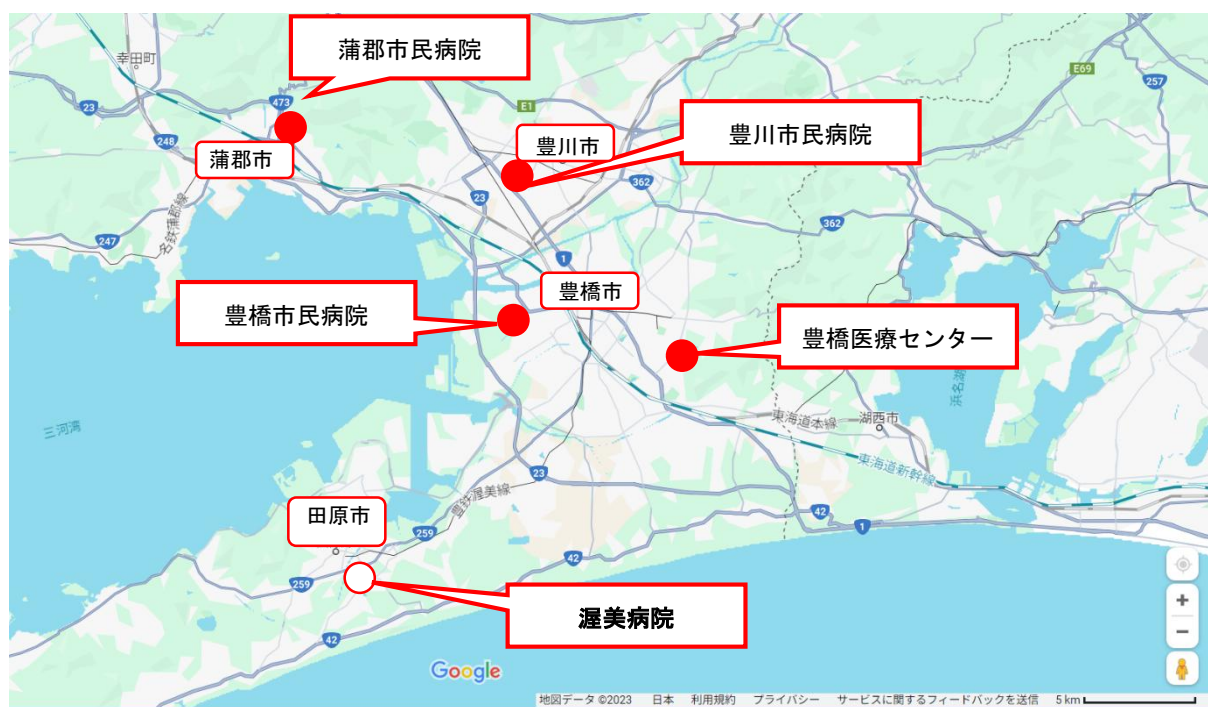 蒲郡市民病院
幸田町
E69
23
473
257
E1
248
蒲郡市
豊川市
豊川市民病院
362
23
362
247
名鉄蒲郡線
1
豊橋市
豊橋市民病院
豊橋医療センター
浜名湖
三河湾
東海道本線
湖西市
東海道新幹線
23
豊鉄渥美線
田原市
42
1
259
42
259
渥美病院
42
Google
地図データ ©2023 日本 利用規約 プライバシー サービスに関するフィードバックを送信 5 km